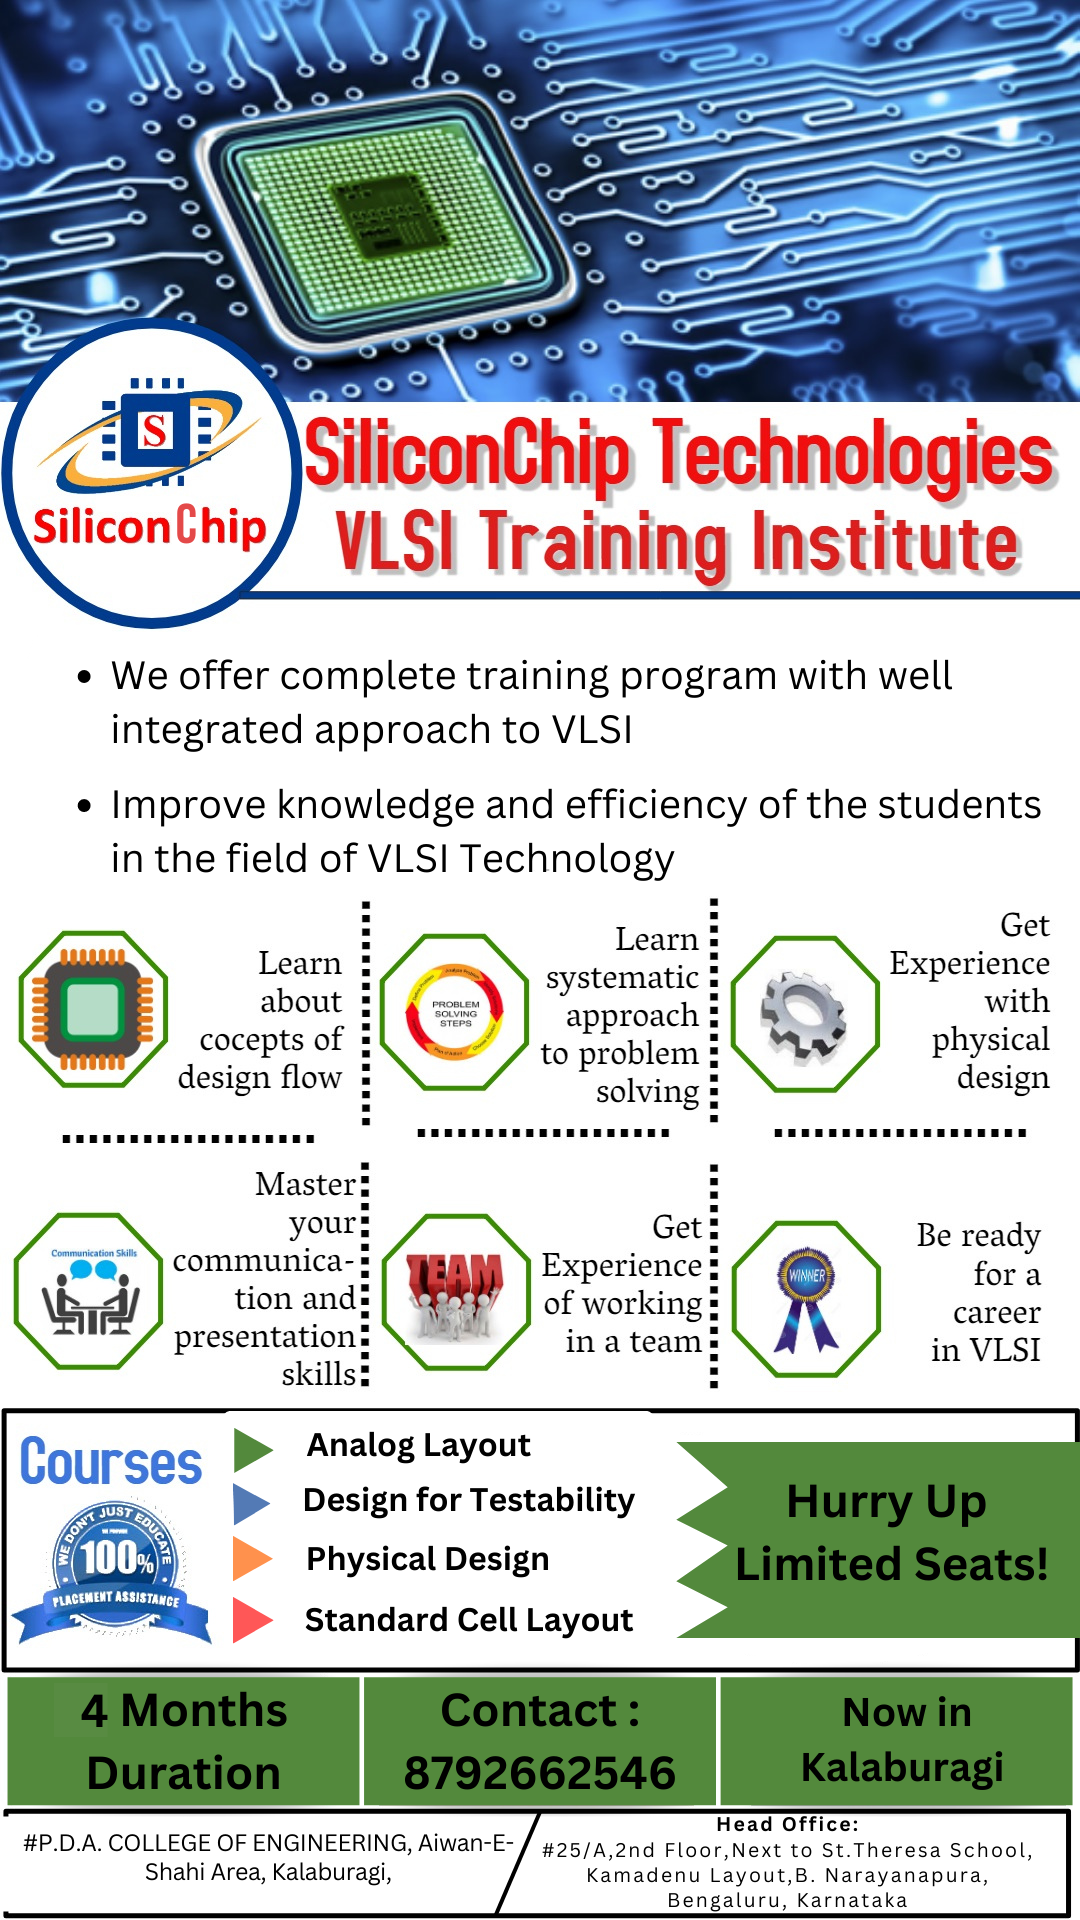 S
SiliconChip
SiliconChip Technologies
VLSI Training Institute
We offer complete training program with well
integrated approach to VLSI
Improve knowledge and efficiency of the students
in the field of VLSI Technology
Learn
about
cocepts of
design flow
PROBLEM
SOLVING
STEPS
Learn
systematic
approach
to problem
solving
Get
Experience
with
physical
design
Communication Skills
Master
your
communica-
tion and
presentation
skills
TEAM
Get
Experience
of working
in a team
WINNER
Be ready
for a
career
in VLSI
Courses
WE DON'T JUST EDUCATE
WE PROVIDE
100%
PLACEMENT ASSISTANCE
Analog Layout
Design for Testability
Physical Design
Standard Cell Layout
Hurry Up
Limited Seats!
4 Months
Duration
Contact :
8792662546
Now in
Kalaburagi
#P.D.A. COLLEGE OF ENGINEERING, Aiwan-E-
Shahi Area, Kalaburagi,
Head Office:
#25/A,2nd Floor,Next to St.Theresa School,
Kamadenu Layout,B. Narayanapura,
Bengaluru, Karnataka